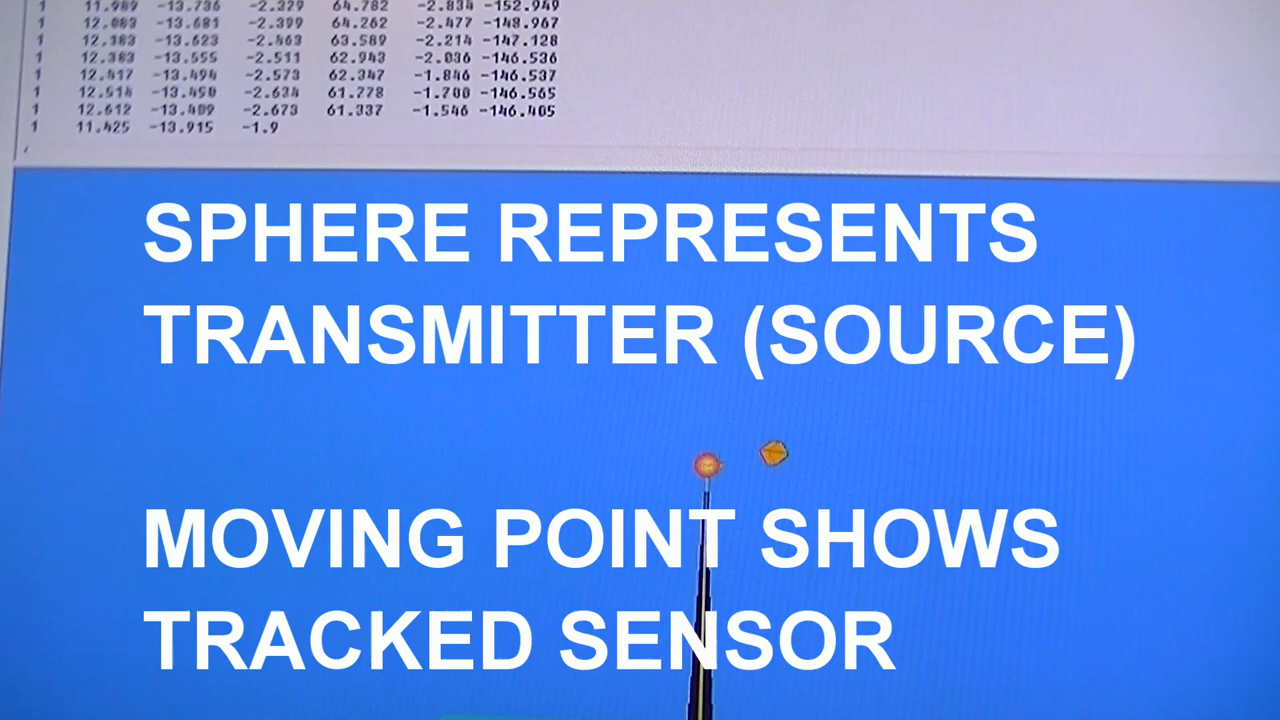 1 11.989 -13.736 -2.329 64.782 -2.834 -152.949
1 12.083 -13.681 -2.399 64.262 -2.477 -148.967
1 12.383 -13.623 -2.463 63.589 -2.214 -147.128
1 12.383 -13.555 -2.511 62.943 -2.036 -146.536
1 12.417 -13.494 -2.573 62.347 -1.846 -146.537
1 12.514 -13.450 -2.634 61.778 -1.700 -146.565
1 12.612 -13.409 -2.673 61.337 -1.546 -146.405
1 11.425 -13.915 -1.9
SPHERE REPRESENTS
TRANSMITTER (SOURCE)
MOVING POINT SHOWS
TRACKED SENSOR